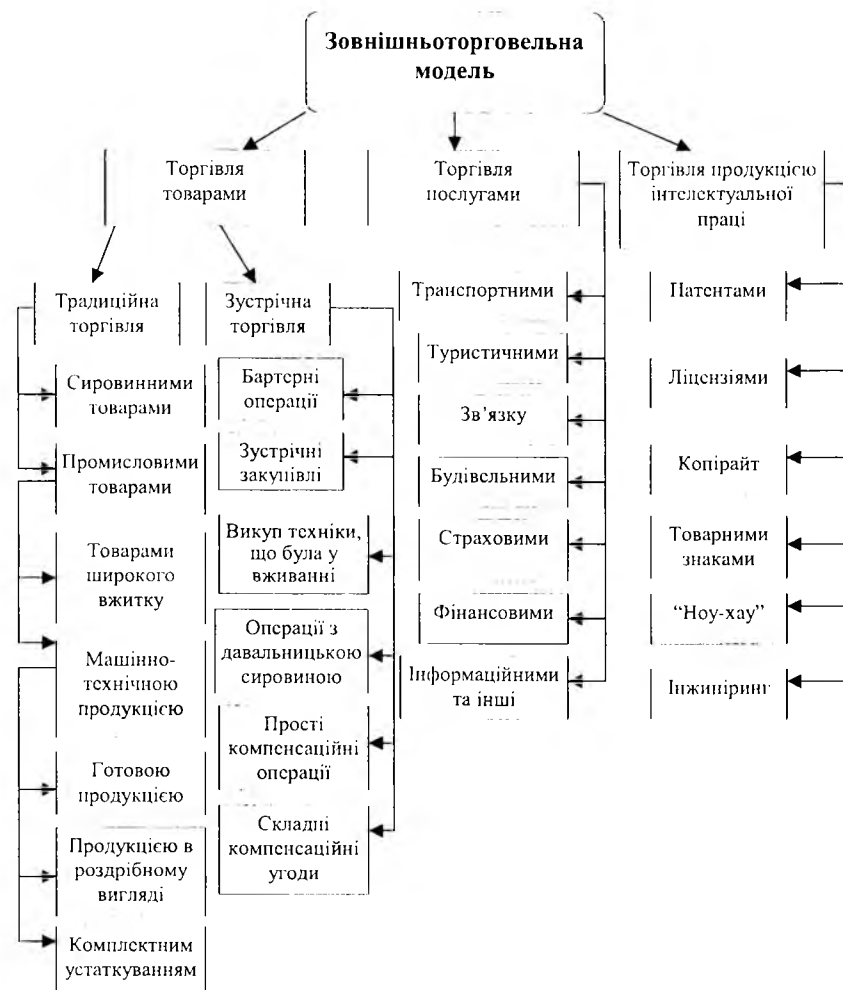 Зовнішньоторговельна
модель
Торгівля
товарами
Торгівля
послугами
Торгівля продукцією
інтелектуальної
праці
Традиційна
торгівля
Сировинними
товарами
Промисловими
товарами
Товарами
широкого
вжитку
Машінно-
технічною
продукцією
Готовою
продукцією
Продукцією в
роздрібному
вигляді
Комплектним
устаткуванням
Зустрічна
торгівля
Бартерні
операції
Зустрічні
закупівлі
Викуп техніки,
що була у
вживанні
Операції з
давальницькою
сировиною
Прості
компенсаційні
операції
Складні
компенсаційні
угоди
Транспортними
Туристичними
Зв’язку
Будівельними
Страховими
Фінансовими
Інформаційними
та інші
Патентами
Ліцензіями
Копірайт
Товарними
знаками
“Ноу-хау”
Інжиніринг